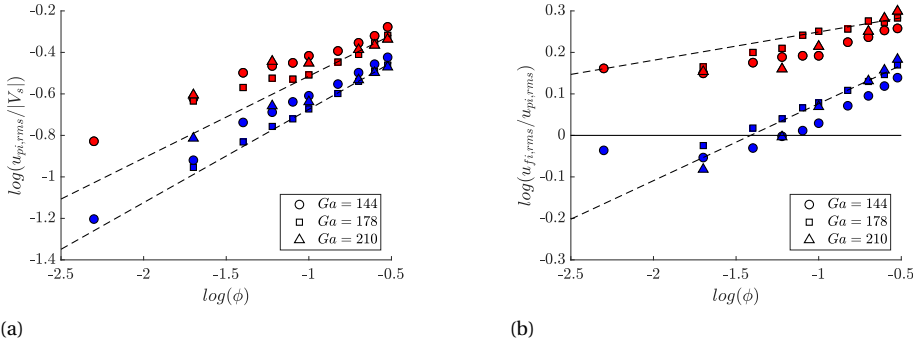 -0.2
-0.4
-0.6
-0.8
-1
-1.2
-1.4
-2.5 -2 -1.5 -1 -0.5
log(ϕ)
log(u_{pi,rms}/|V_s|)
Ga = 144
Ga = 178
Ga = 210
(a)
0.3
0.2
0.1
0
-0.1
-0.2
0.3
-2.5 -2 -1.5 -1 -0.5
log(ϕ)
log(u_{fi,rms}/u_{pi,rms})
Ga = 144
Ga = 178
Ga = 210
(b)